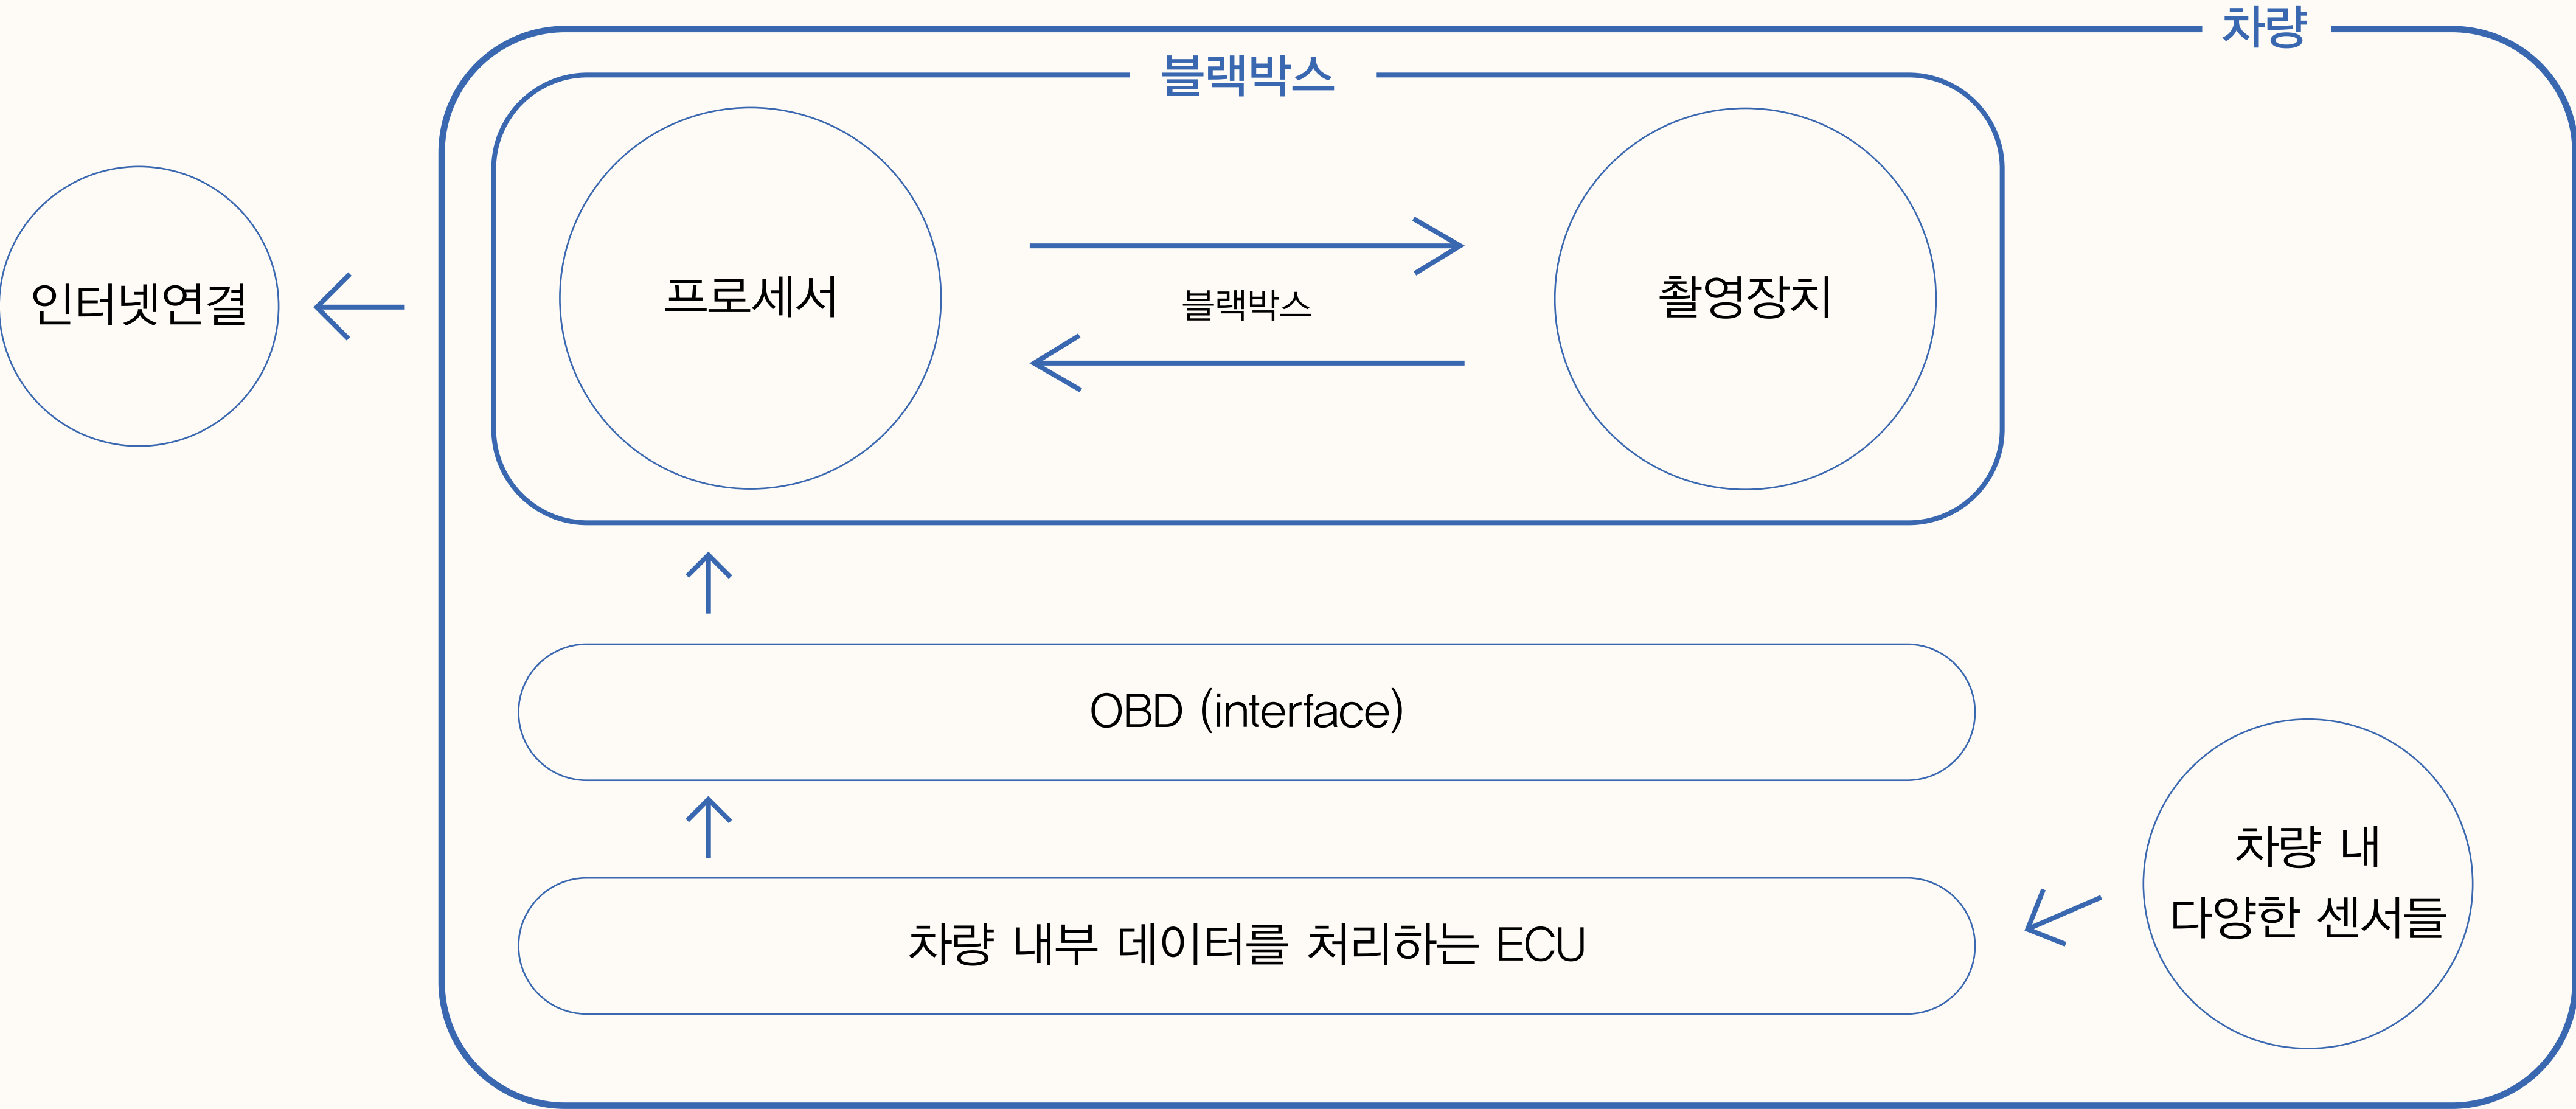 차량
블랙박스
인터넷연결
프로세서
블랙박스
촬영장치
OBD (interface)
차량 내부 데이터를 처리하는 ECU
차량 내
다양한 센서들